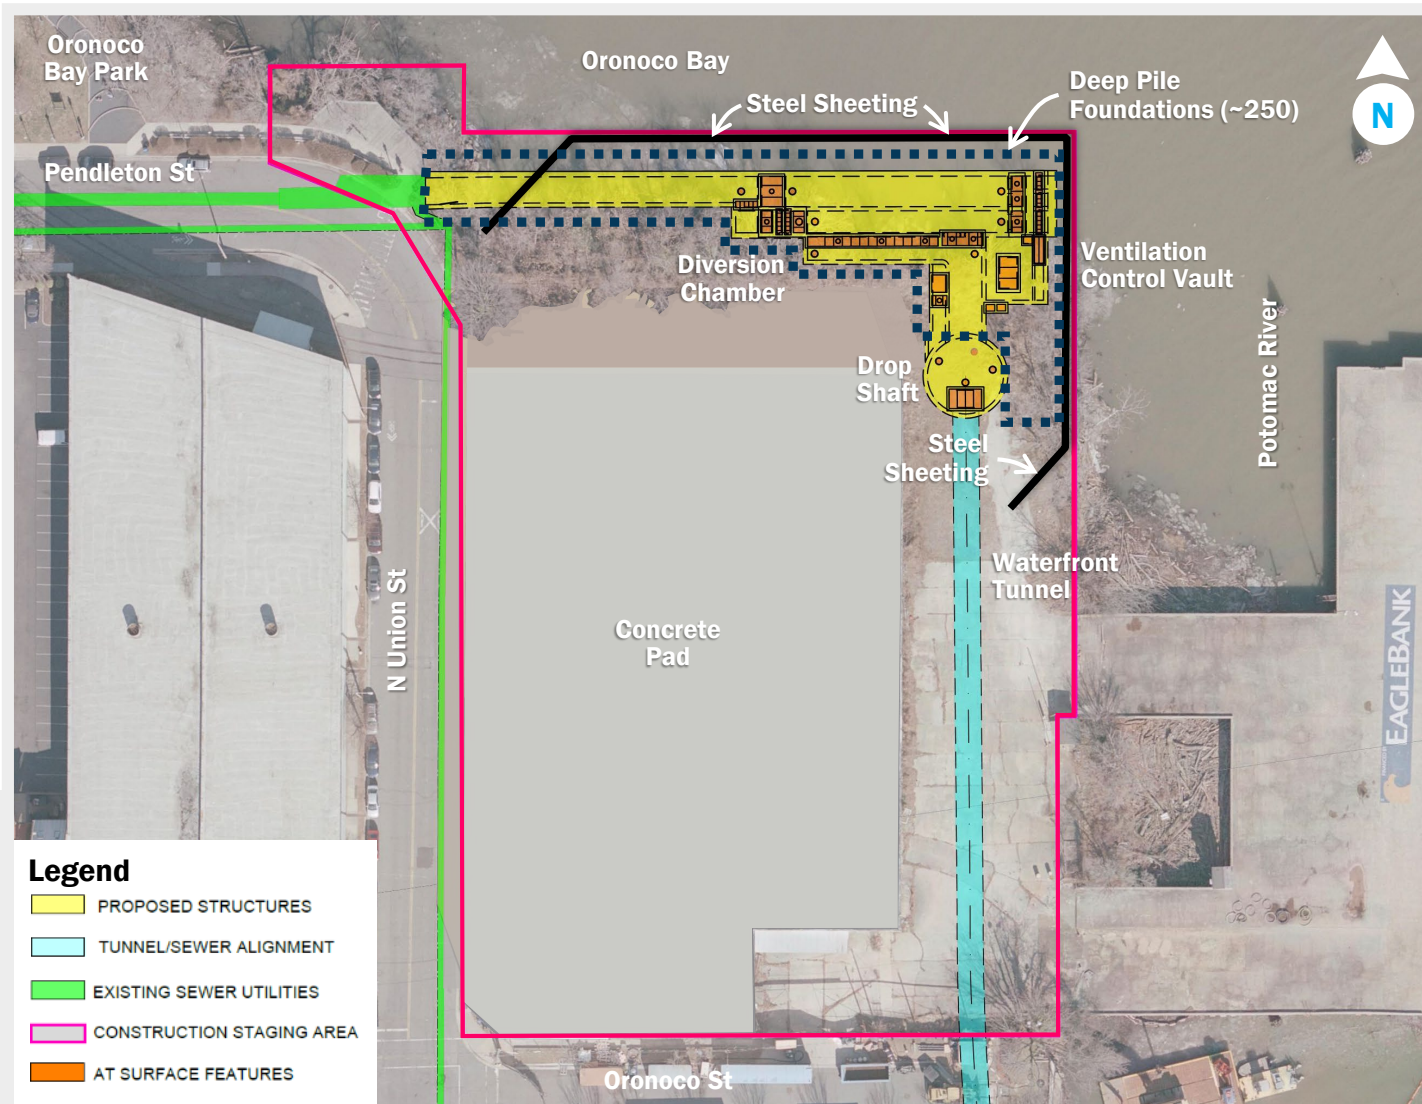 Oronoco
Bay Park
Oronoco Bay
Steel Sheeting
Deep Pile
Foundations (~250)
N
Pendleton St
Diversion
Chamber
Ventilation
Control Vault
Potomac River
Drop
Shaft
Steel
Sheeting
Waterfront
Tunnel
N Union St
Concrete
Pad
EAGLEBANK
Legend
PROPOSED STRUCTURES
TUNNEL/SEWER ALIGNMENT
EXISTING SEWER UTILITIES
CONSTRUCTION STAGING AREA
AT SURFACE FEATURES
Oronoco St